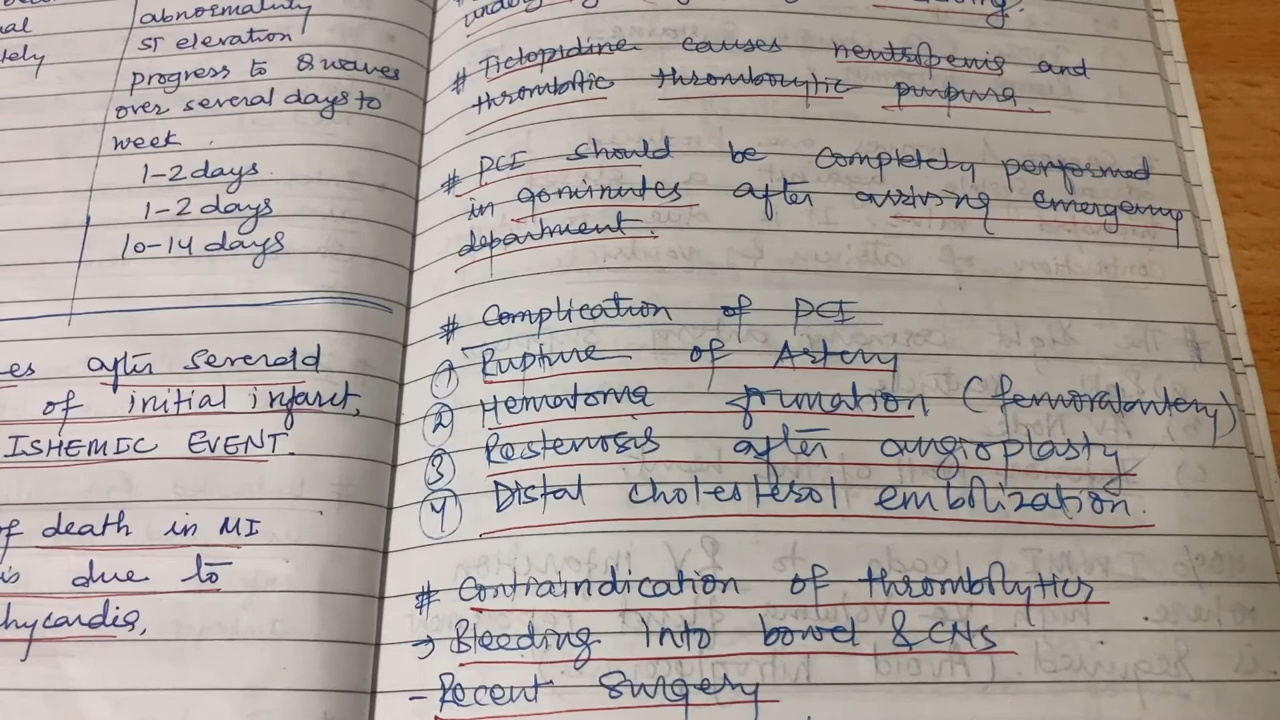 abnormality
ual
ST elevation
tely
progress to Q waves
over several days to
week.
1-2 days.
1-2 days
10-14 days
es after several
of initial infarct,
ISHEMIC EVENT.
of death in MI
is due to
hycardia,
# Ticlopidine causes neutropenia and
thrombotic thrombocytic purpura.
# PCI should be completely performed
in 90 minutes after arriving emergency
department.
# Complication of PCI
① Rupture of Artery
② Hematoma formation (femoral artery)
③ Restenosis after angioplasty
④ Distal cholesterol embolization.
# Contraindication of thrombolytics
→ Bleeding into bowel & CNS
- Recent surgery